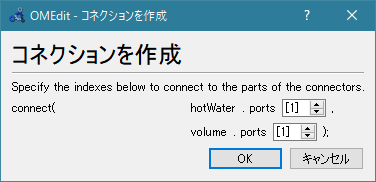 OMEdit - コネクションを作成
コネクションを作成
Specify the indexes below to connect to the parts of the connectors.
connect( hotWater . ports [1] ,
volume . ports [1] );
OK キャンセル